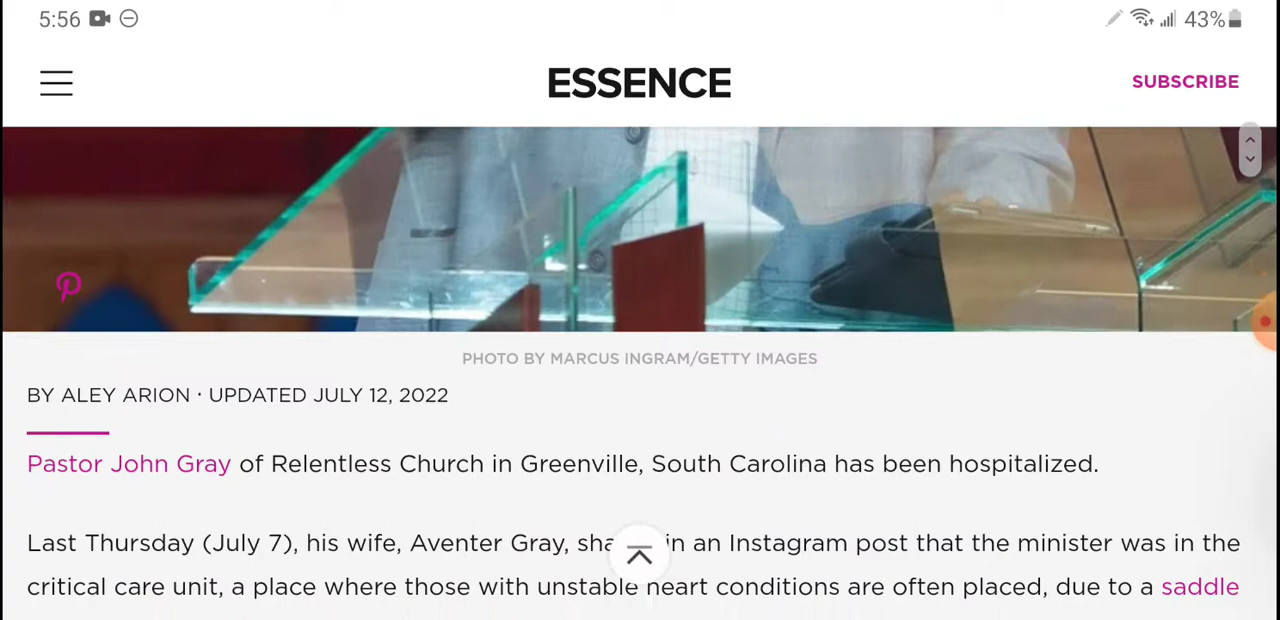 5:56
43%
ESSENCE
SUBSCRIBE
PHOTO BY MARCUS INGRAM/GETTY IMAGES
BY ALEY ARION · UPDATED JULY 12, 2022
Pastor John Gray of Relentless Church in Greenville, South Carolina has been hospitalized.
Last Thursday (July 7), his wife, Aventer Gray, in an Instagram post that the minister was in the
critical care unit, a place where those with unstable heart conditions are often placed, due to a saddle